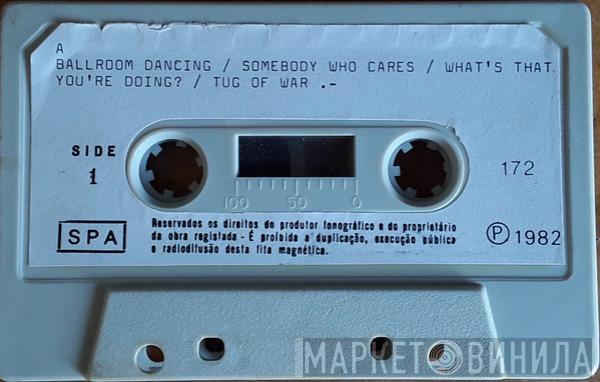 A
BALLROOM DANCING / SOMEBODY WHO CARES / WHAT'S THAT
YOU'RE DOING? / TUG OF WAR .-
SIDE
1
172
100 50 0
SPA
Reservados os direitos do produtor fonográfico e do proprietário
da obra registada - É proibida a duplicação, execução pública
e radiodifusão desta fita magnética.
Ⓟ 1982
МАРКЕТ ВИНИЛА